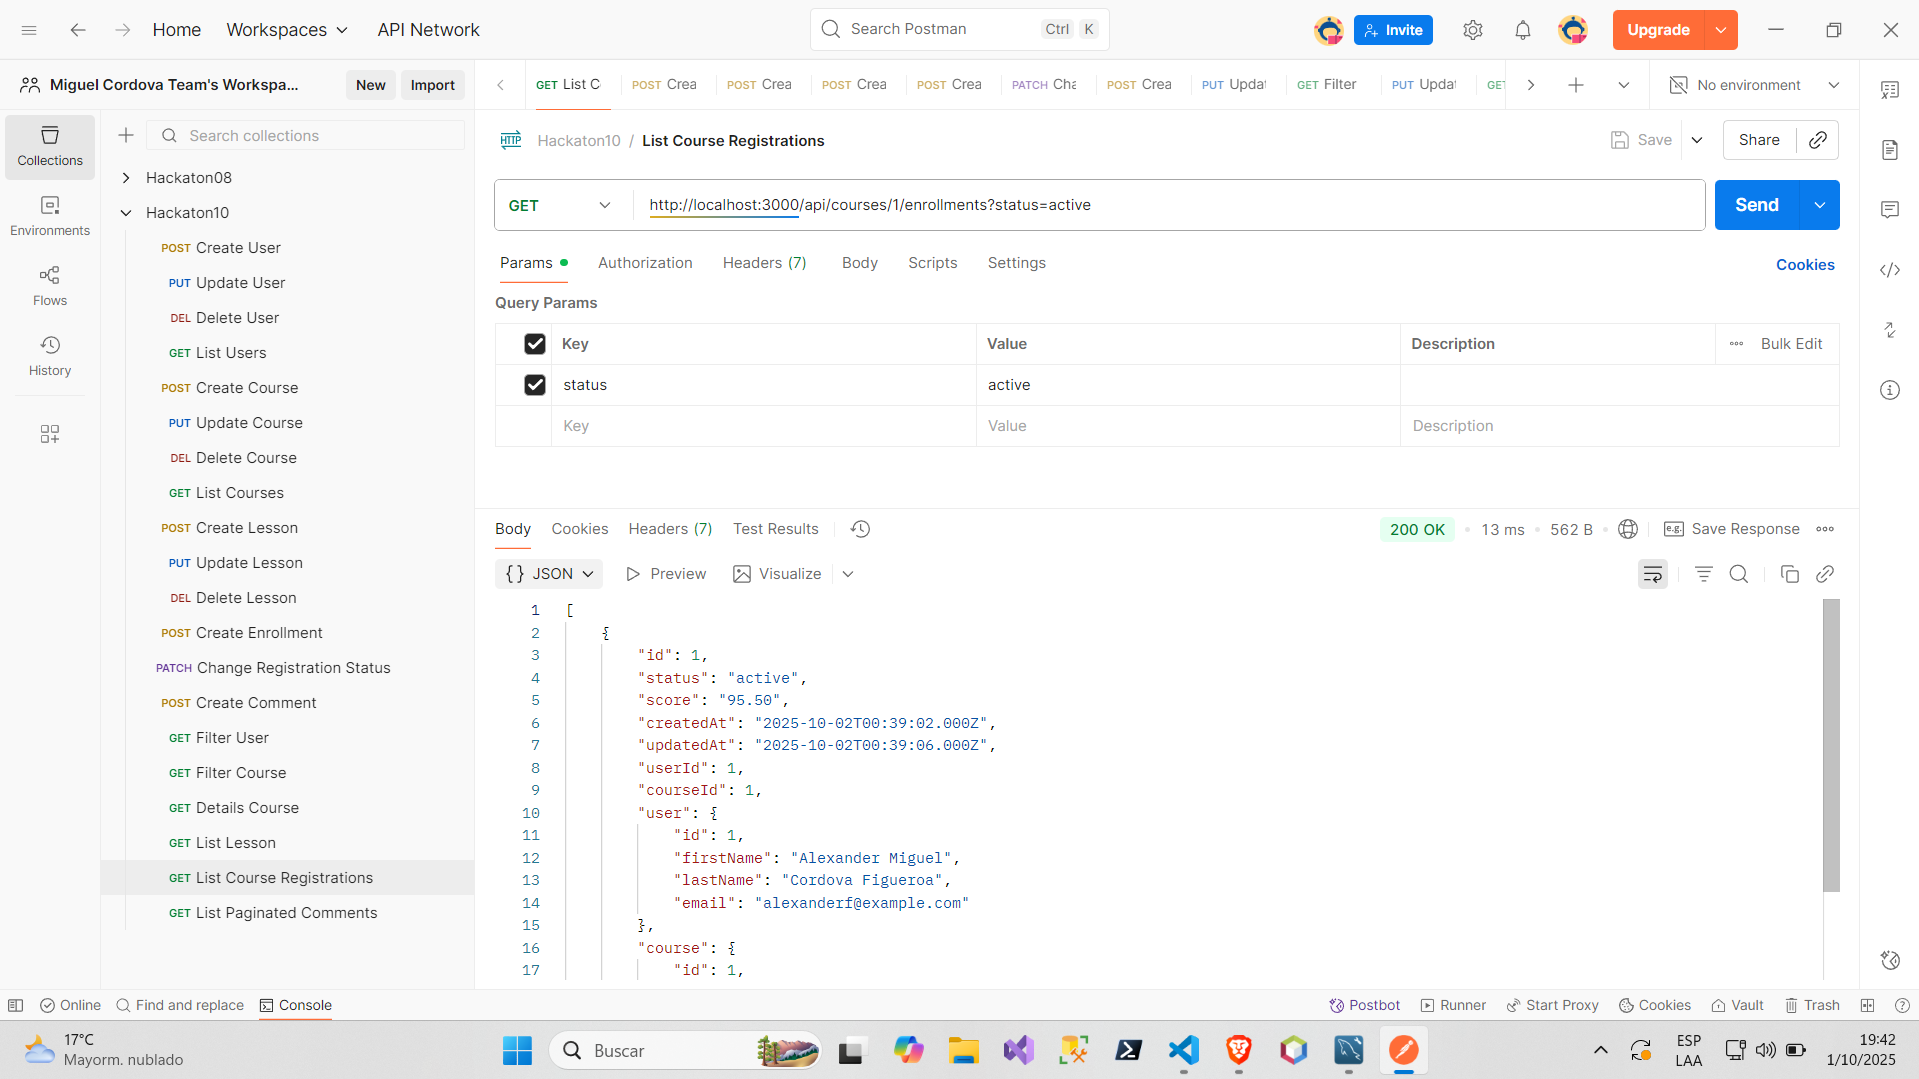 Home Workspaces API Network Search Postman Ctrl K Invite Upgrade
Miguel Cordova Team's Workspa... New Import
GET List C POST Crea POST Crea POST Crea POST Crea PATCH Cha POST Crea PUT Updat GET Filter PUT Updat GET No environment
Collections
Environments
Flows
History
Search collections
Hackaton08
Hackaton10
POST Create User
PUT Update User
DEL Delete User
GET List Users
POST Create Course
PUT Update Course
DEL Delete Course
GET List Courses
POST Create Lesson
PUT Update Lesson
DEL Delete Lesson
POST Create Enrollment
PATCH Change Registration Status
POST Create Comment
GET Filter User
GET Filter Course
GET Details Course
GET List Lesson
GET List Course Registrations
GET List Paginated Comments
HTTP Hackaton10 / List Course Registrations Save Share
GET http://localhost:3000/api/courses/1/enrollments?status=active Send
Params Authorization Headers (7) Body Scripts Settings Cookies
Query Params
Key Value Description Bulk Edit
status active
Key Value Description
Body Cookies Headers (7) Test Results 200 OK 13 ms 562 B e.g. Save Response
{} JSON Preview Visualize
1 [
2 {
3 "id": 1,
4 "status": "active",
5 "score": "95.50",
6 "createdAt": "2025-10-02T00:39:02.000Z",
7 "updatedAt": "2025-10-02T00:39:06.000Z",
8 "userId": 1,
9 "courseId": 1,
10 "user": {
11 "id": 1,
12 "firstName": "Alexander Miguel",
13 "lastName": "Cordova Figueroa",
14 "email": "alexanderf@example.com"
15 },
16 "course": {
17 "id": 1,
Online Find and replace Console Postbot Runner Start Proxy Cookies Vault Trash
17°C
Mayorm. nublado
Buscar
ESP
LAA
19:42
1/10/2025